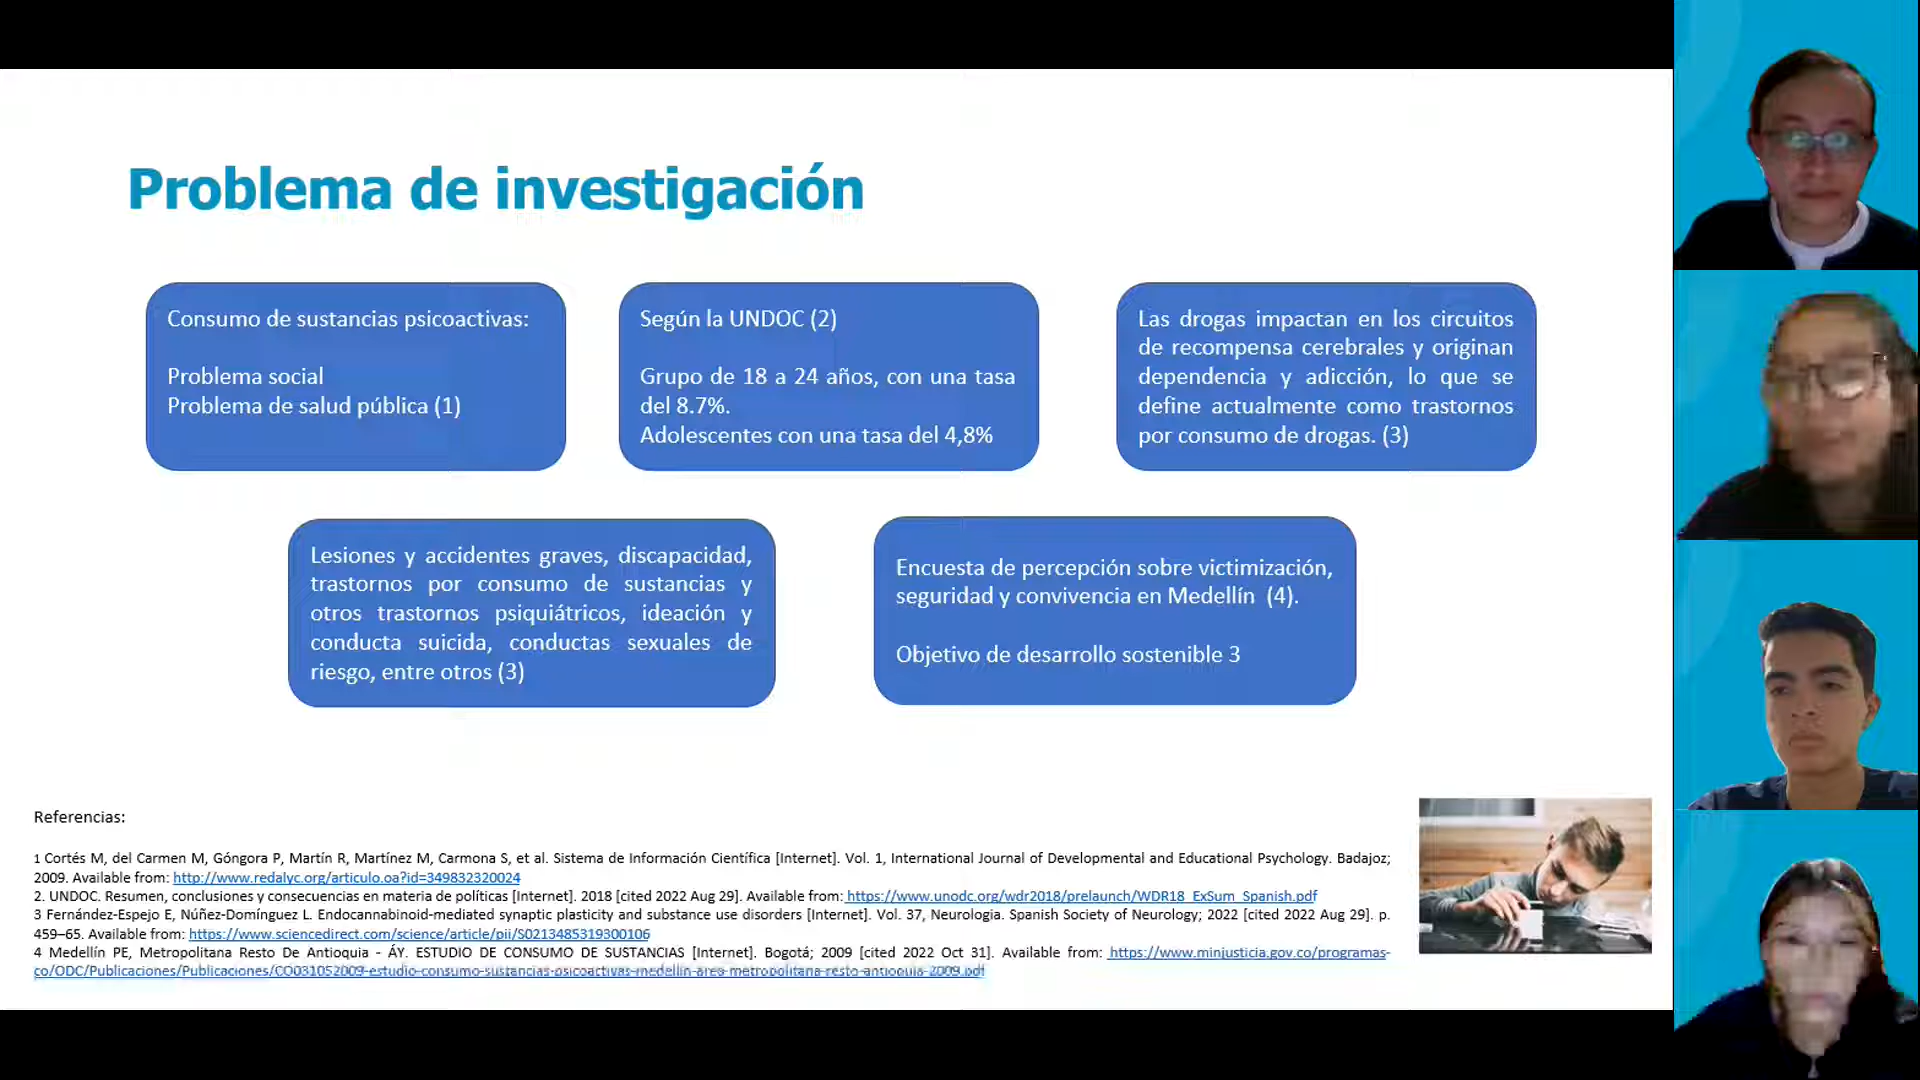 Problema de investigación
Consumo de sustancias psicoactivas:
Problema social
Problema de salud pública (1)
Según la UNDOC (2)
Grupo de 18 a 24 años, con una tasa
del 8.7%.
Adolescentes con una tasa del 4,8%
Las drogas impactan en los circuitos
de recompensa cerebrales y originan
dependencia y adicción, lo que se
define actualmente como trastornos
por consumo de drogas. (3)
Lesiones y accidentes graves, discapacidad,
trastornos por consumo de sustancias y
otros trastornos psiquiátricos, ideación y
conducta suicida, conductas sexuales de
riesgo, entre otros (3)
Encuesta de percepción sobre victimización,
seguridad y convivencia en Medellín (4).
Objetivo de desarrollo sostenible 3
Referencias:
1 Cortés M, del Carmen M, Góngora P, Martín R, Martínez M, Carmona S, et al. Sistema de Información Científica [Internet]. Vol. 1, International Journal of Developmental and Educational Psychology. Badajoz;
2009. Available from: http://www.redalyc.org/articulo.oa?id=349832320024
2. UNDOC. Resumen, conclusiones y consecuencias en materia de políticas [Internet]. 2018 [cited 2022 Aug 29]. Available from: https://www.unodc.org/wdr2018/prelaunch/WDR18_ExSum_Spanish.pdf
3 Fernández-Espejo E, Núñez-Domínguez L. Endocannabinoid-mediated synaptic plasticity and substance use disorders [Internet]. Vol. 37, Neurologia. Spanish Society of Neurology; 2022 [cited 2022 Aug 29]. p.
459–65. Available from: https://www.sciencedirect.com/science/article/pii/S0213485319300106
4 Medellín PE, Metropolitana Resto De Antioquia - ÁY. ESTUDIO DE CONSUMO DE SUSTANCIAS [Internet]. Bogotá; 2009 [cited 2022 Oct 31]. Available from: https://www.minjusticia.gov.co/programas-
co/ODC/Publicaciones/Publicaciones/CO031052009-estudio-consumo-sustancias-psicoactivas-medellin-area-metropolitana-resto-antioquia-2009.pdf